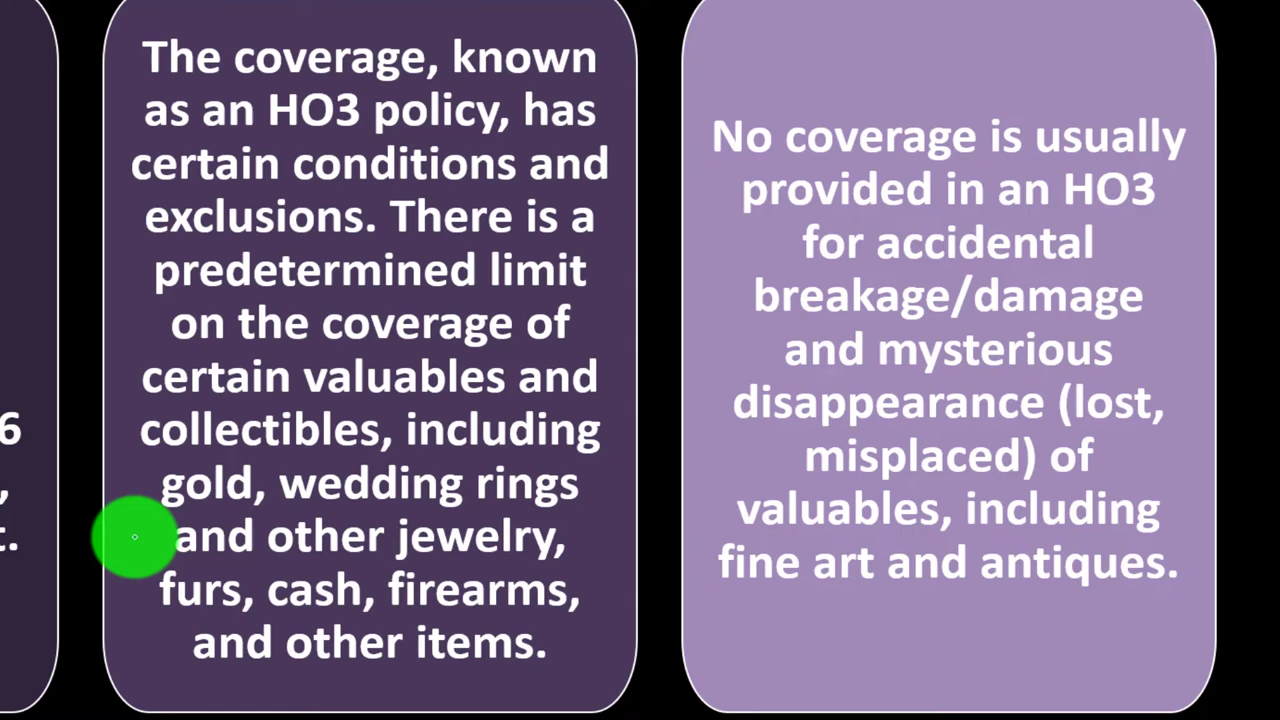 6
,
t.
The coverage, known
as an HO3 policy, has
certain conditions and
exclusions. There is a
predetermined limit
on the coverage of
certain valuables and
collectibles, including
gold, wedding rings
and other jewelry,
furs, cash, firearms,
and other items.
No coverage is usually
provided in an HO3
for accidental
breakage/damage
and mysterious
disappearance (lost,
misplaced) of
valuables, including
fine art and antiques.